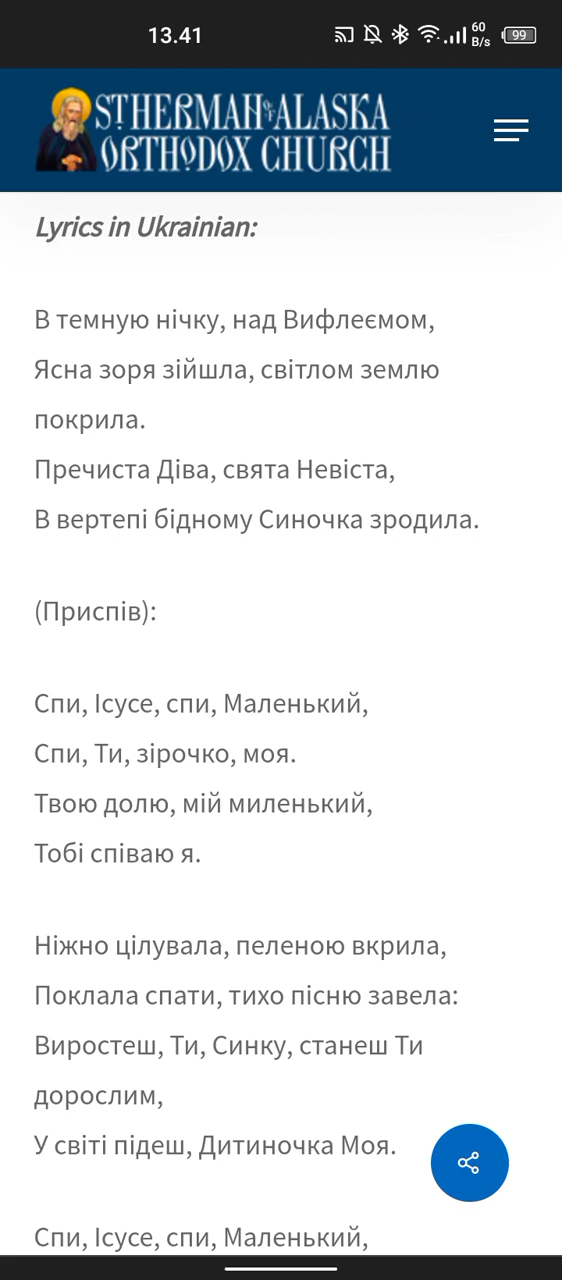 13.41
60
B/s
99
ST HERMAN OF ALASKA
ORTHODOX CHURCH
Lyrics in Ukrainian:
В темную нічку, над Вифлеємом,
Ясна зоря зійшла, світлом землю
покрила.
Пречиста Діва, свята Невіста,
В вертепі бідному Синочка зродила.
(Приспів):
Спи, Ісусе, спи, Маленький,
Спи, Ти, зірочко, моя.
Твою долю, мій миленький,
Тобі співаю я.
Ніжно цілувала, пеленою вкрила,
Поклала спати, тихо пісню завела:
Виростеш, Ти, Синку, станеш Ти
дорослим,
У світі підеш, Дитиночка Моя.
Спи, Ісусе, спи, Маленький,